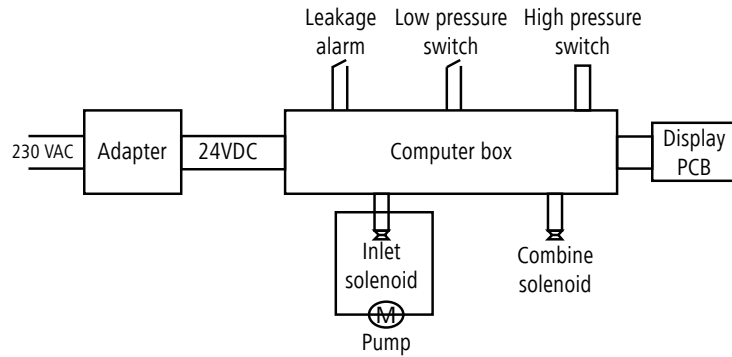 Leakage
alarm
Low pressure
switch
High pressure
switch
230 VAC
Adapter
24VDC
Computer box
Display
PCB
Inlet
solenoid
Combine
solenoid
M
Pump